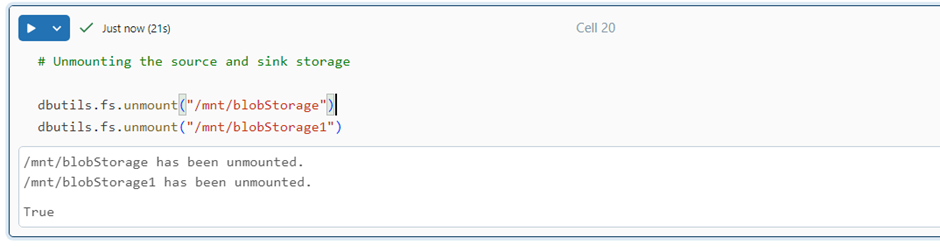 Just now (21s)
Cell 20
# Unmounting the source and sink storage
dbutils.fs.unmount("/mnt/blobStorage")
dbutils.fs.unmount("/mnt/blobStorage1")
/mnt/blobStorage has been unmounted.
/mnt/blobStorage1 has been unmounted.
True